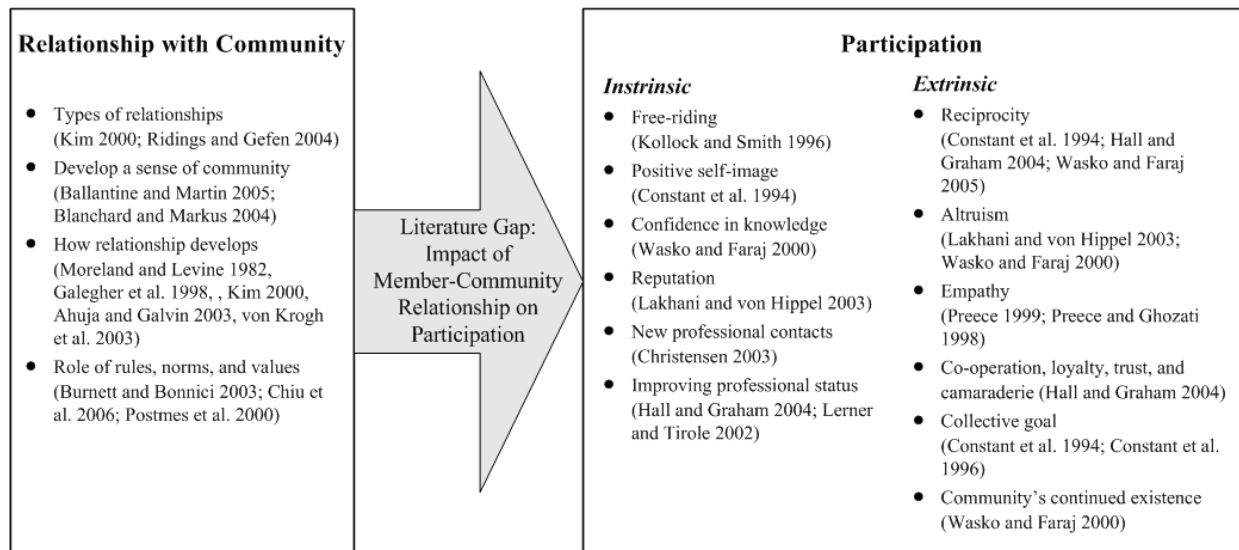 Relationship with Community
● Types of relationships
(Kim 2000; Ridings and Gefen 2004)
● Develop a sense of community
(Ballantine and Martin 2005;
Blanchard and Markus 2004)
● How relationship develops
(Moreland and Levine 1982,
Galegher et al. 1998, , Kim 2000,
Ahuja and Galvin 2003, von Krogh
et al. 2003)
● Role of rules, norms, and values
(Burnett and Bonnici 2003; Chiu et
al. 2006; Postmes et al. 2000)
Literature Gap:
Impact of
Member-Community
Relationship on
Participation
Participation
Instrinsic
● Free-riding
(Kollock and Smith 1996)
● Positive self-image
(Constant et al. 1994)
● Confidence in knowledge
(Wasko and Faraj 2000)
● Reputation
(Lakhani and von Hippel 2003)
● New professional contacts
(Christensen 2003)
● Improving professional status
(Hall and Graham 2004; Lerner
and Tirole 2002)
Extrinsic
● Reciprocity
(Constant et al. 1994; Hall and
Graham 2004; Wasko and Faraj
2005)
● Altruism
(Lakhani and von Hippel 2003;
Wasko and Faraj 2000)
● Empathy
(Preece 1999; Preece and Ghozati
1998)
● Co-operation, loyalty, trust, and
camaraderie (Hall and Graham 2004)
● Collective goal
(Constant et al. 1994; Constant et al.
1996)
● Community's continued existence
(Wasko and Faraj 2000)